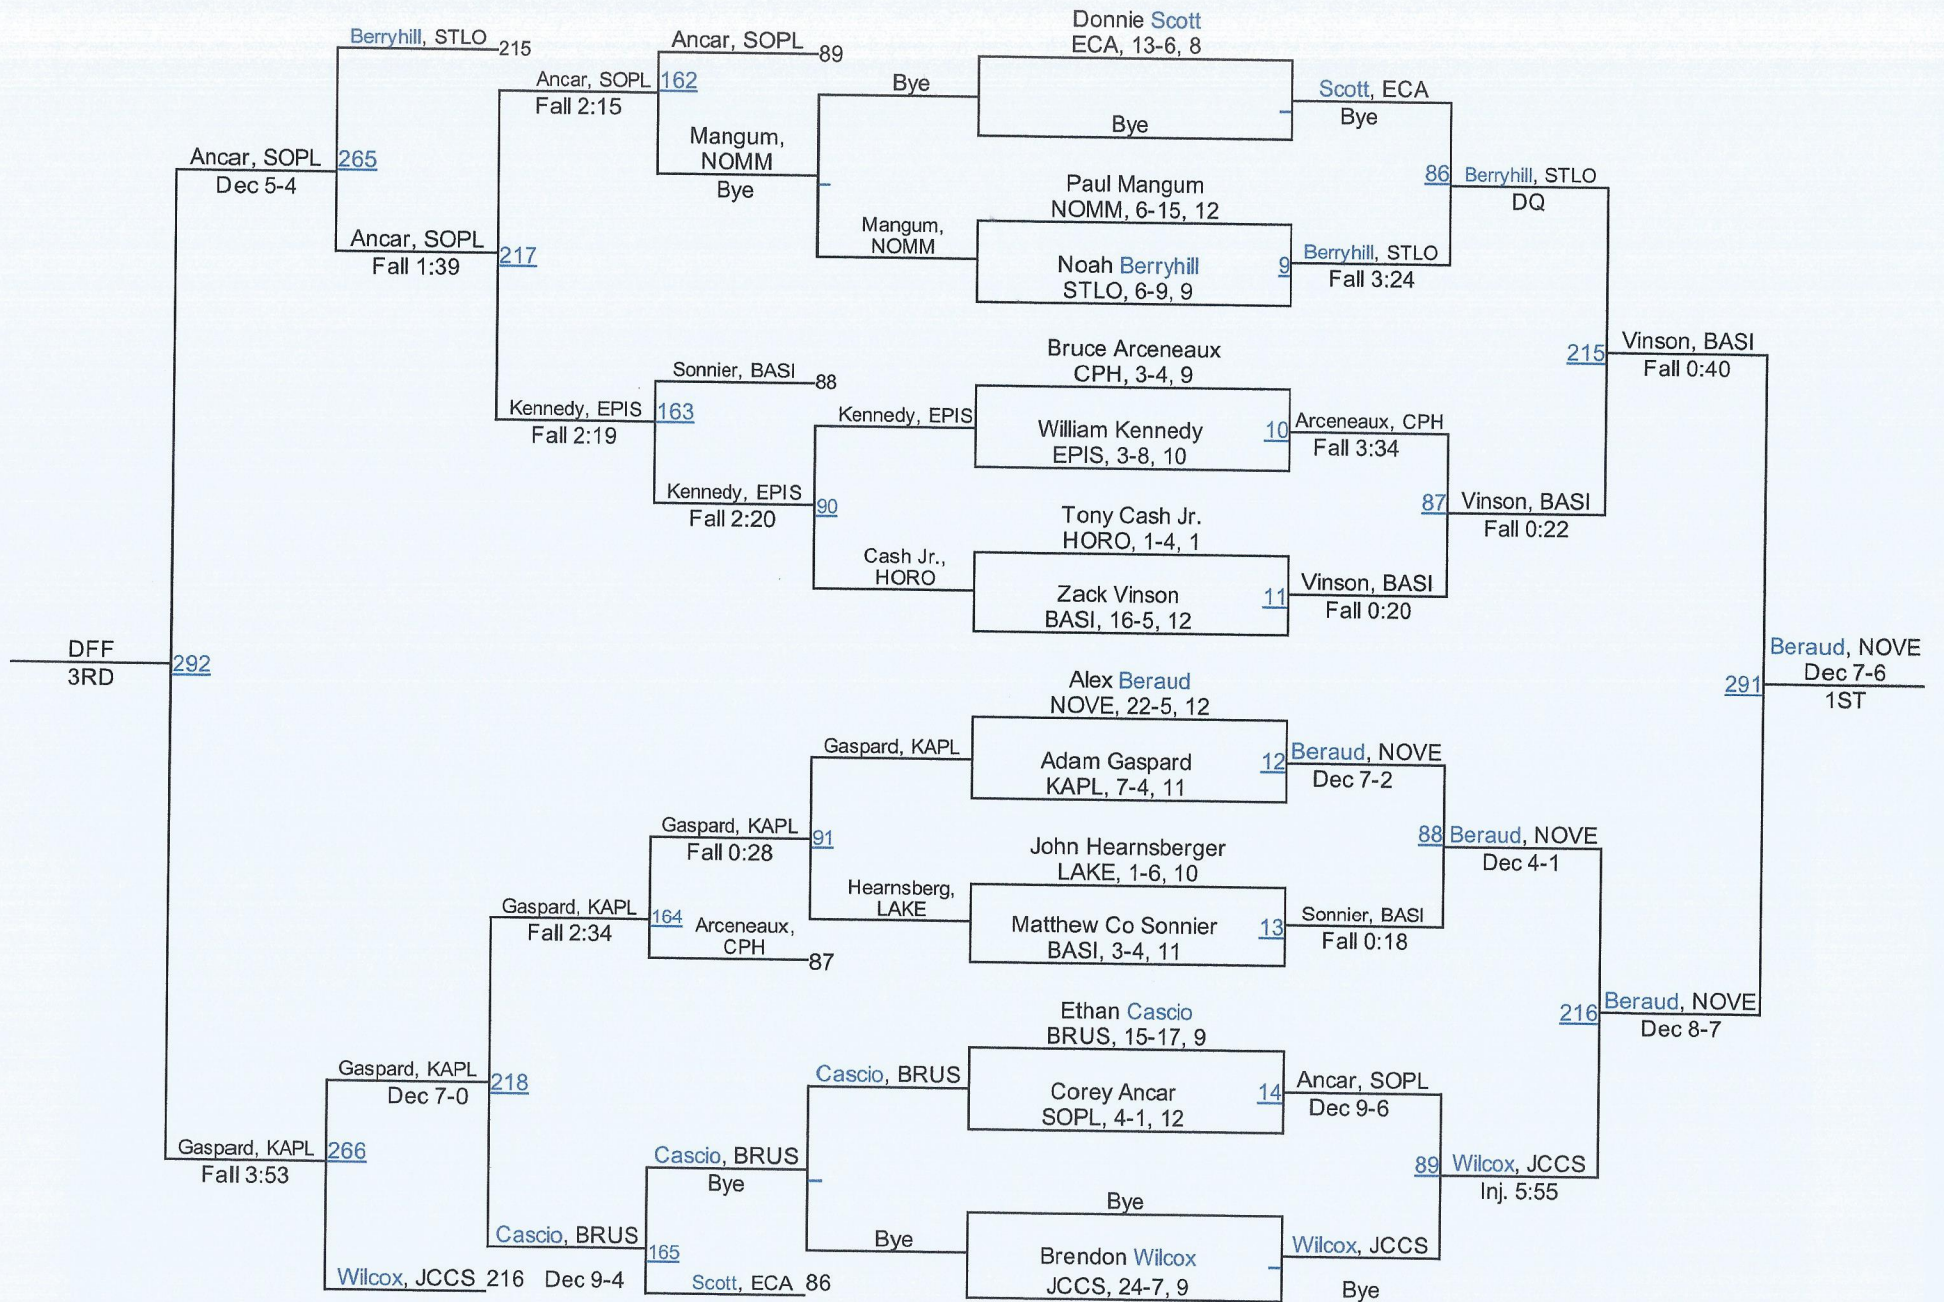 Berryhill, STLO 215
Ancar, SOPL
Fall 2:15
Ancar, SOPL 89
162
Mangum,
NOMM
Bye
Ancar, SOPL
Dec 5-4
265
Ancar, SOPL
Fall 1:39
217
Bye
Mangum,
NOMM
Sonnier, BASI 88
Kennedy, EPIS
Fall 2:19
163
Kennedy, EPIS
Fall 2:20
Kennedy, EPIS
90
Cash Jr.,
HORO
DFF
3RD
292
Gaspard, KAPL
Gaspard, KAPL
Fall 0:28
91
Hearnsberg,
LAKE
Gaspard, KAPL
Fall 2:34
164
Arceneaux,
CPH
87
Gaspard, KAPL
Dec 7-0
218
Gaspard, KAPL
Fall 3:53
266
Cascio, BRUS
Cascio, BRUS
Bye
Bye
Cascio, BRUS
Dec 9-4
165
Wilcox, JCCS 216
Scott, ECA 86
Donnie Scott
ECA, 13-6, 8
Bye
Paul Mangum
NOMM, 6-15, 12
Noah Berryhill
STLO, 6-9, 9
9
Bruce Arceneaux
CPH, 3-4, 9
William Kennedy
EPIS, 3-8, 10
10
Tony Cash Jr.
HORO, 1-4, 1
Zack Vinson
BASI, 16-5, 12
11
Alex Beraud
NOVE, 22-5, 12
Adam Gaspard
KAPL, 7-4, 11
12
John Hearnsberger
LAKE, 1-6, 10
Matthew Co Sonnier
BASI, 3-4, 11
13
Ethan Cascio
BRUS, 15-17, 9
Corey Ancar
SOPL, 4-1, 12
14
Bye
Brendon Wilcox
JCCS, 24-7, 9
Scott, ECA
Bye
86
Berryhill, STLO
DQ
Berryhill, STLO
Fall 3:24
215
Vinson, BASI
Fall 0:40
Arceneaux, CPH
Fall 3:34
87
Vinson, BASI
Fall 0:22
Vinson, BASI
Fall 0:20
291
Beraud, NOVE
Dec 7-6
1ST
Beraud, NOVE
Dec 7-2
88
Beraud, NOVE
Dec 4-1
Sonnier, BASI
Fall 0:18
216
Beraud, NOVE
Dec 8-7
Ancar, SOPL
Dec 9-6
89
Wilcox, JCCS
Inj. 5:55
Wilcox, JCCS
Bye